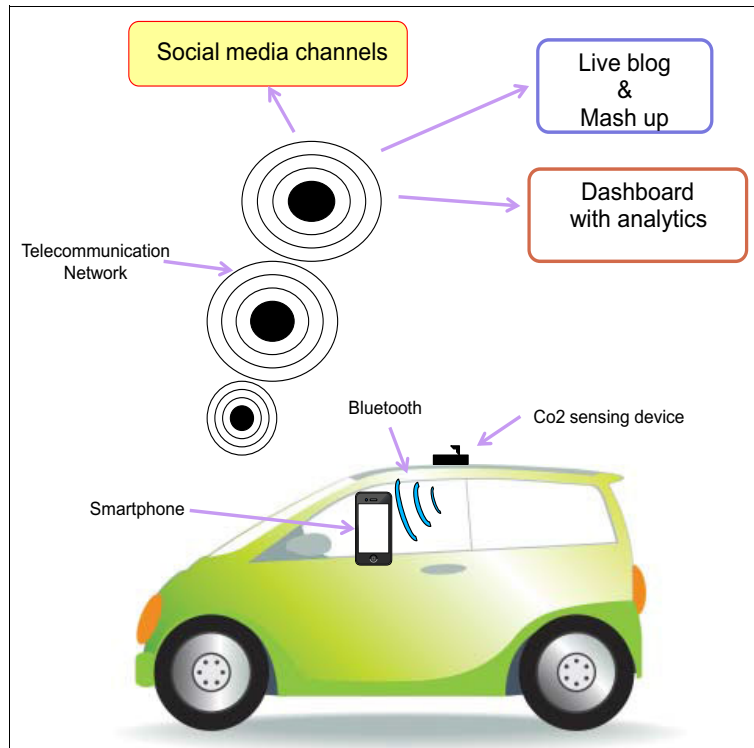 Social media channels
Live blog
&
Mash up
Dashboard
with analytics
Telecommunication
Network
Bluetooth
Co2 sensing device
Smartphone